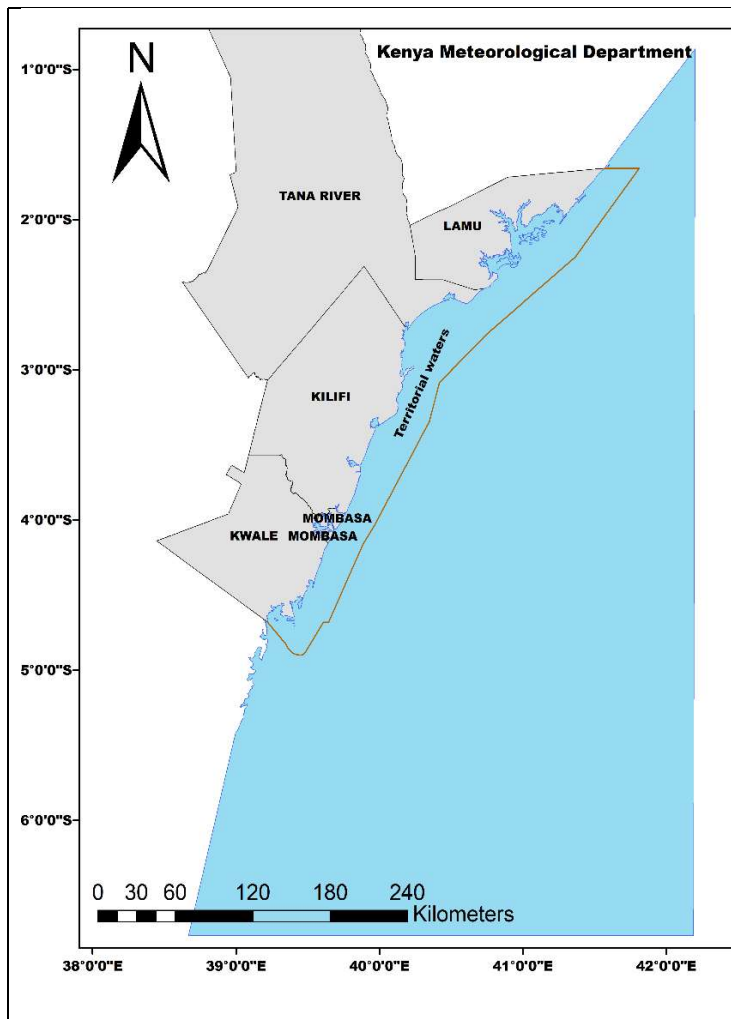 Kenya Meteorological Department
1°0'0"S
N
TANA RIVER
2°0'0"S
LAMU
3°0'0"S
Territorial waters
KILIFI
4°0'0"S
MOMBASA
KWALE MOMBASA
5°0'0"S
6°0'0"S
0 30 60 120 180 240
Kilometers
38°0'0"E 39°0'0"E 40°0'0"E 41°0'0"E 42°0'0"E